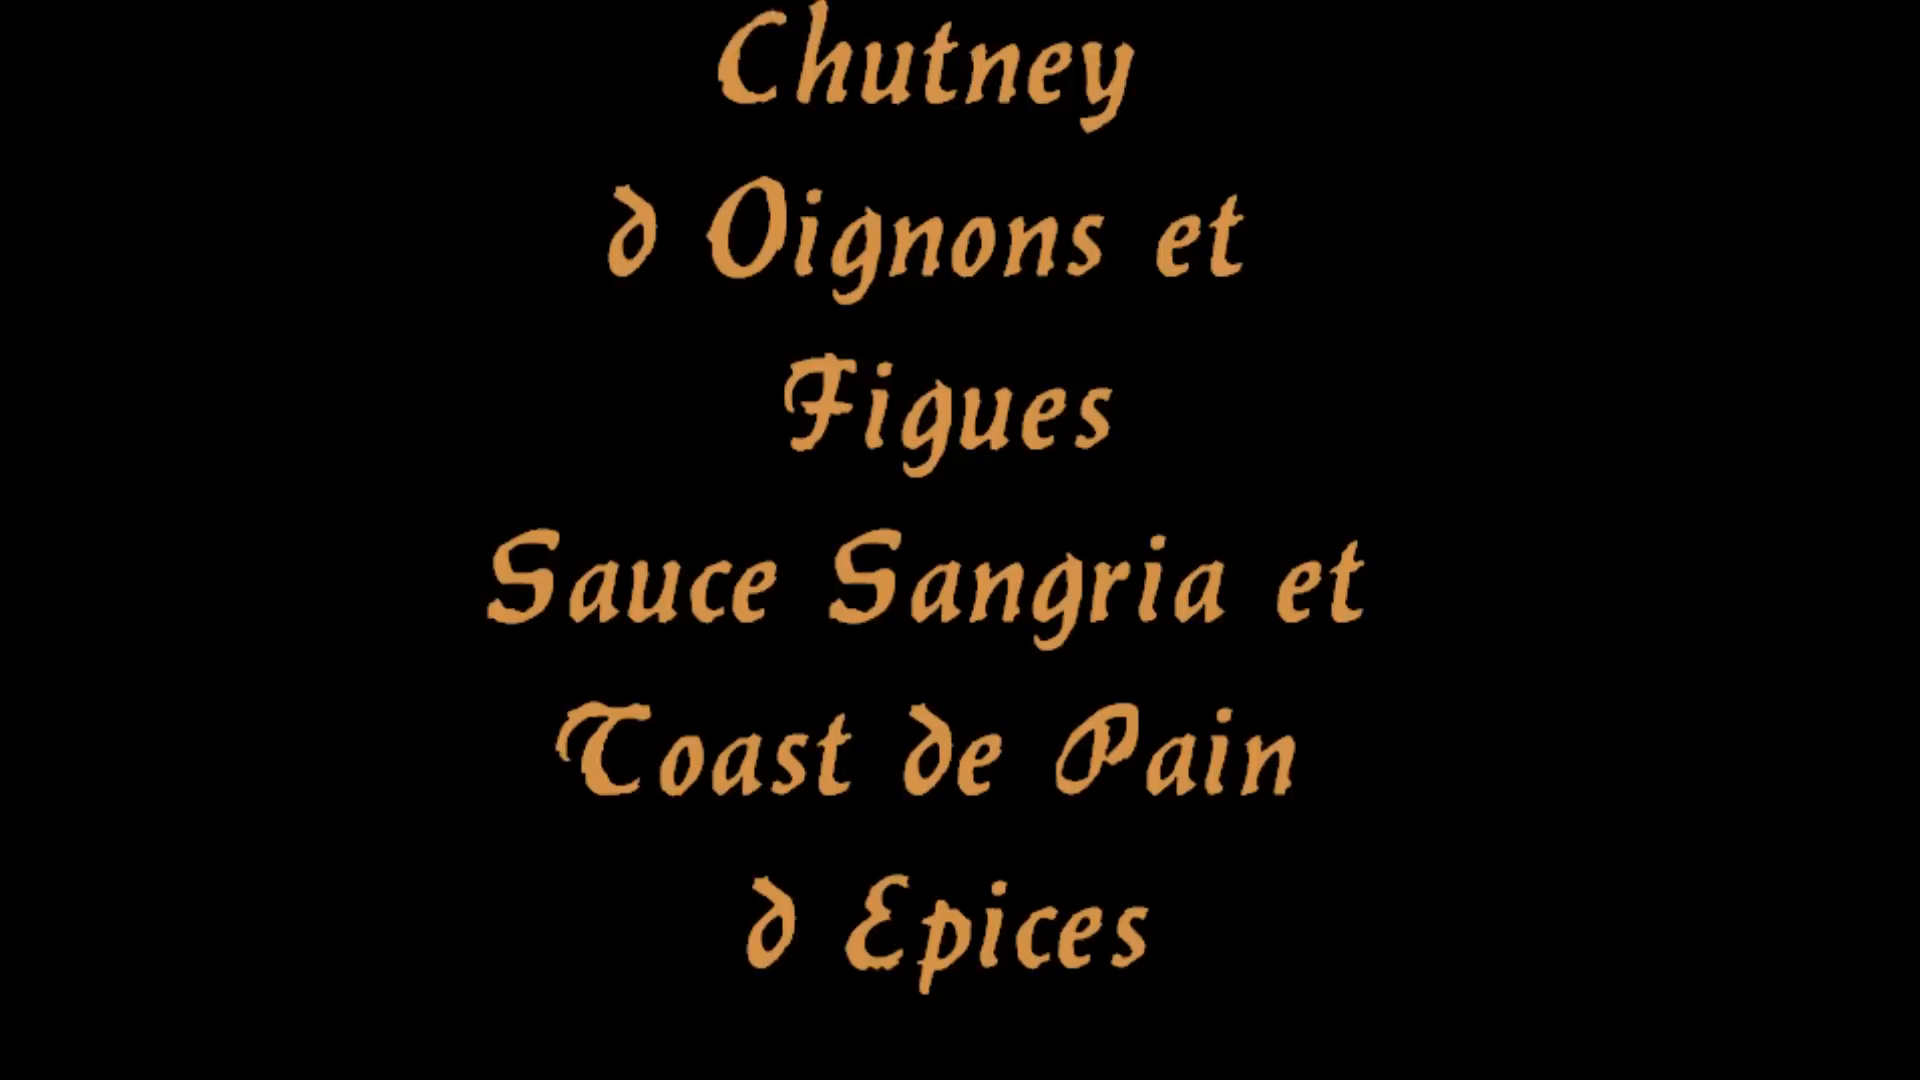 Chutney
d Oignons et
Figues
Sauce Sangria et
Toast de Pain
d Epices